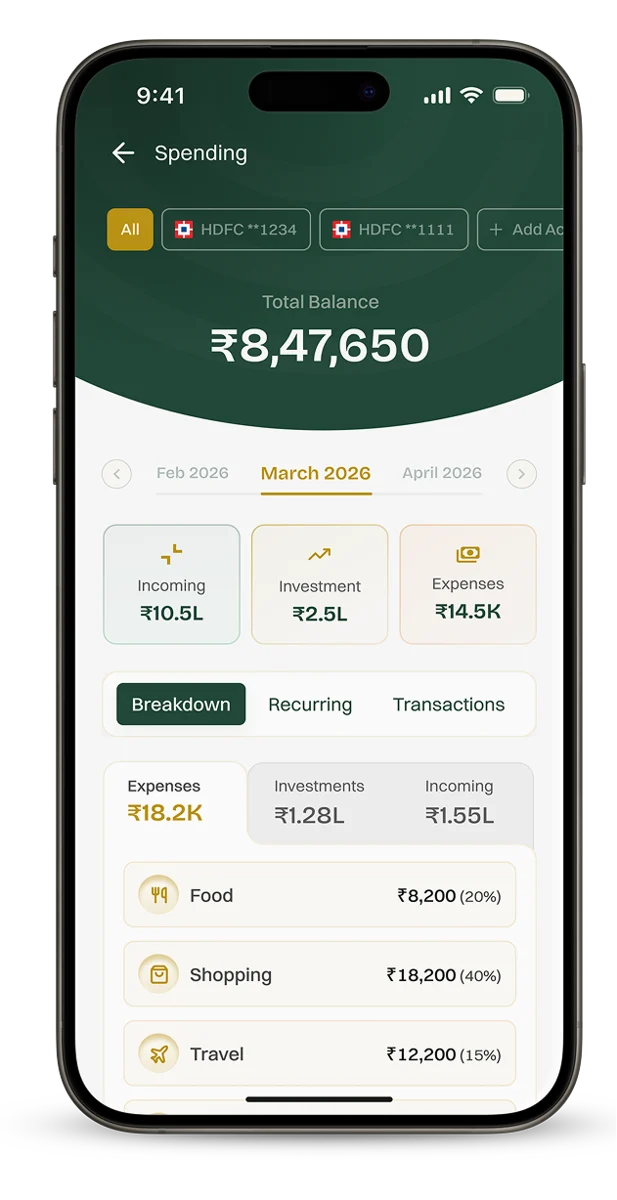 9:41
Spending
All HDFC **1234 HDFC **1111 + Add Ac
Total Balance
₹8,47,650
Feb 2026 March 2026 April 2026
Incoming Investment Expenses
₹10.5L ₹2.5L ₹14.5K
Breakdown Recurring Transactions
Expenses Investments Incoming
₹18.2K ₹1.28L ₹1.55L
Food ₹8,200 (20%)
Shopping ₹18,200 (40%)
Travel ₹12,200 (15%)